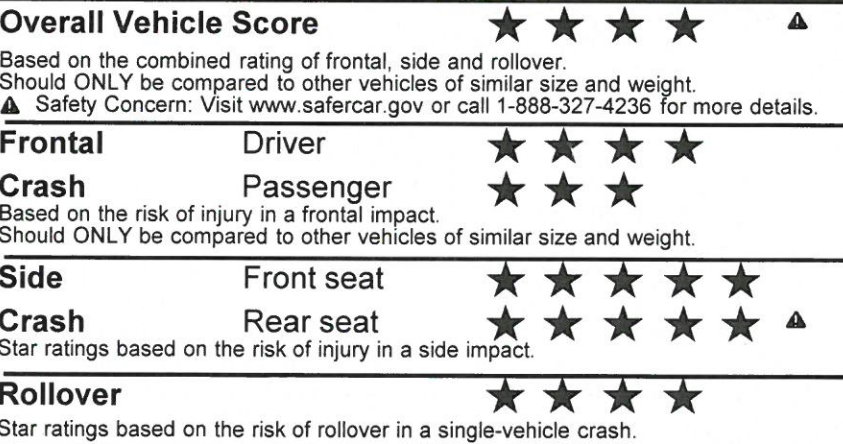 Overall Vehicle Score ★ ★ ★ ★ ⚠
Based on the combined rating of frontal, side and rollover.
Should ONLY be compared to other vehicles of similar size and weight.
⚠ Safety Concern: Visit www.safercar.gov or call 1-888-327-4236 for more details.
Frontal Driver ★ ★ ★ ★
Crash Passenger ★ ★ ★
Based on the risk of injury in a frontal impact.
Should ONLY be compared to other vehicles of similar size and weight.
Side Front seat ★ ★ ★ ★ ★
Crash Rear seat ★ ★ ★ ★ ★ ⚠
Star ratings based on the risk of injury in a side impact.
Rollover ★ ★ ★ ★
Star ratings based on the risk of rollover in a single-vehicle crash.